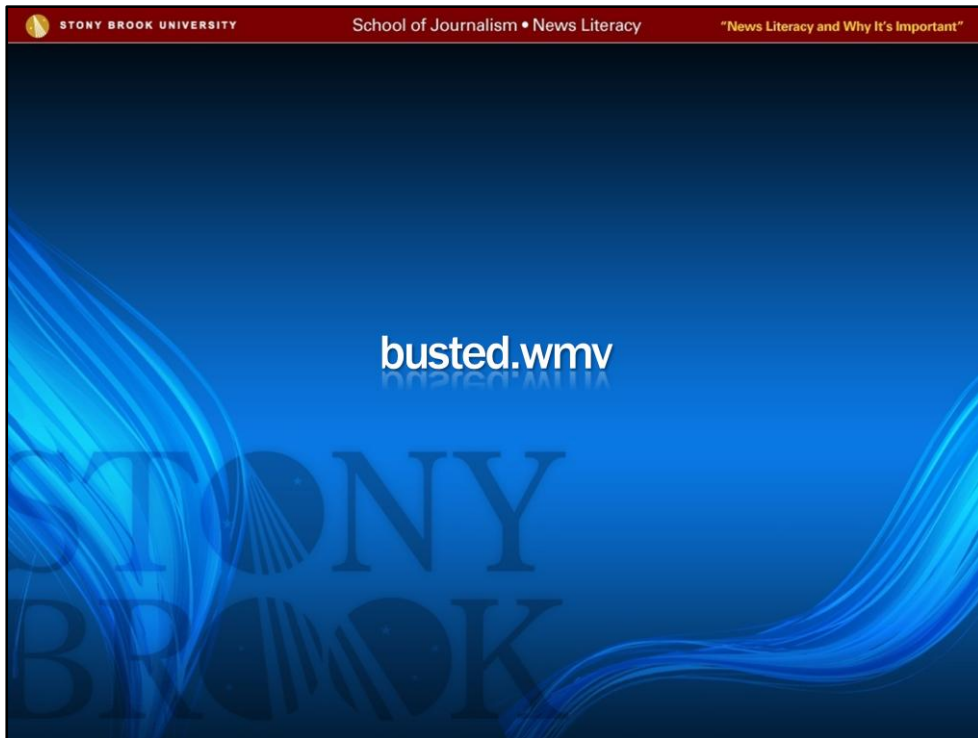 STONY BROOK UNIVERSITY
School of Journalism • News Literacy
"News Literacy and Why It's Important"
busted.wmv
STONY
BROOK